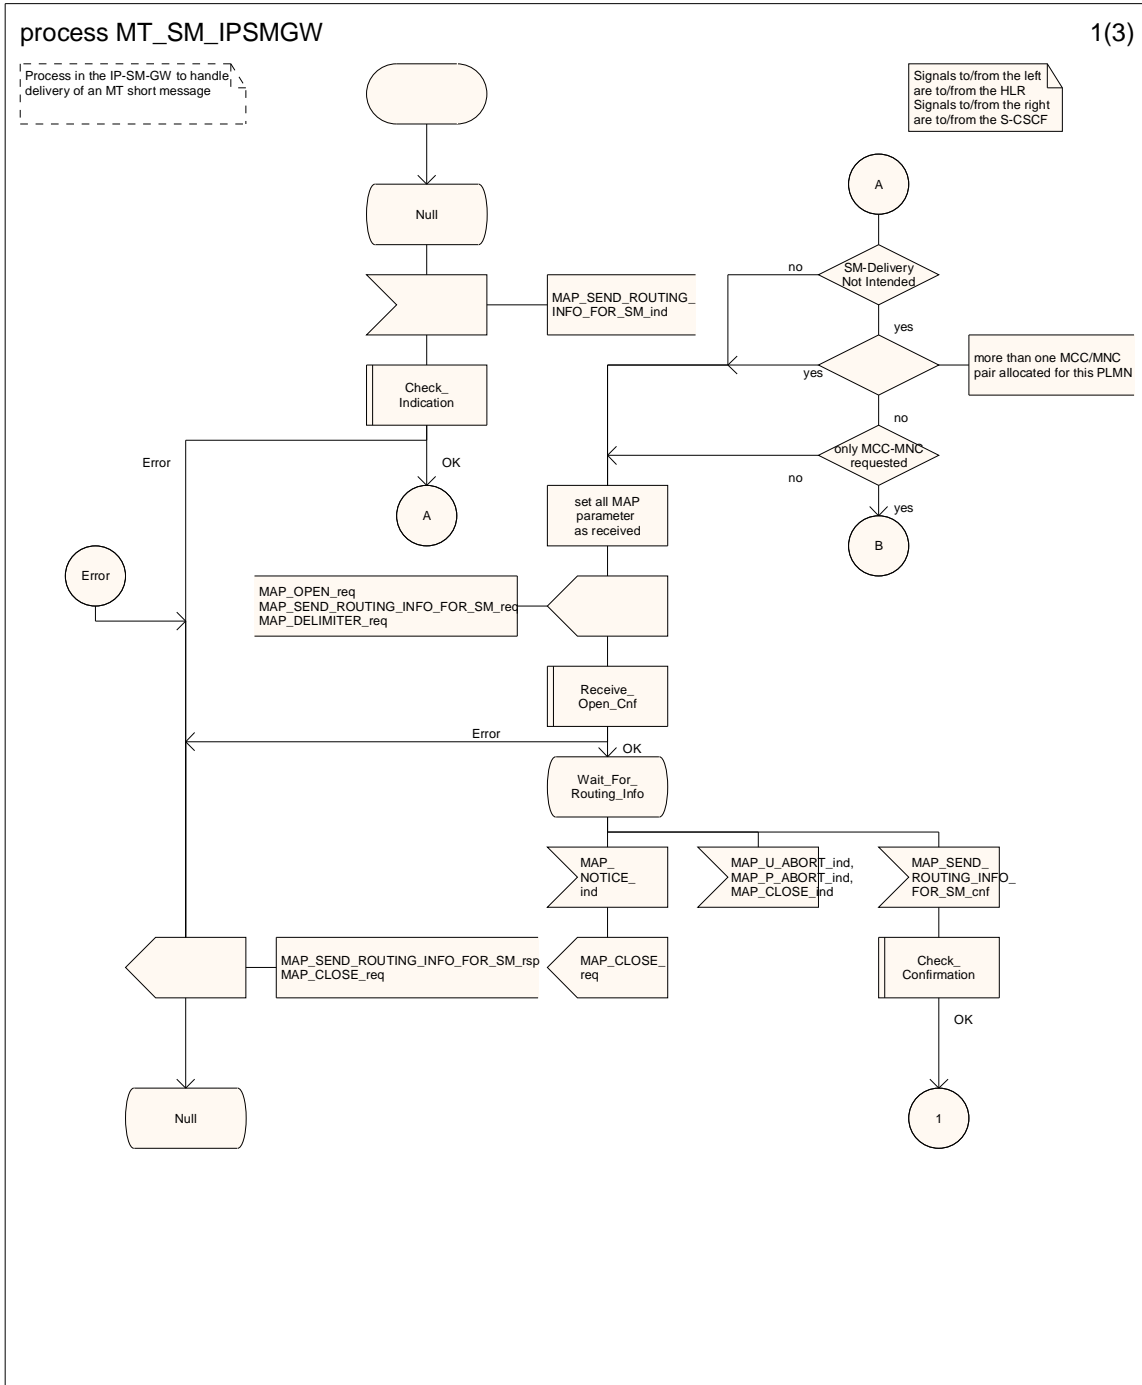 process MT_SM_IPSMGW
1(3)
Process in the IP-SM-GW to handle
delivery of an MT short message
Signals to/from the left
are to/from the HLR
Signals to/from the right
are to/from the S-CSCF
A
Null
SM-Delivery
Not Intended
no
yes
MAP_SEND_ROUTING_
INFO_FOR_SM_ind
more than one MCC/MNC
pair allocated for this PLMN
yes
no
Check_
Indication
only MCC-MNC
requested
no
yes
Error
OK
A
set all MAP
parameter
as received
B
Error
MAP_OPEN_req
MAP_SEND_ROUTING_INFO_FOR_SM_req
MAP_DELIMITER_req
Receive_
Open_Cnf
Error
OK
Wait_For_
Routing_Info
MAP_
NOTICE_
ind
MAP_U_ABORT_ind,
MAP_P_ABORT_ind,
MAP_CLOSE_ind
MAP_SEND_
ROUTING_INFO_
FOR_SM_cnf
MAP_SEND_ROUTING_INFO_FOR_SM_rsp
MAP_CLOSE_req
MAP_CLOSE_
req
Check_
Confirmation
OK
Null
1